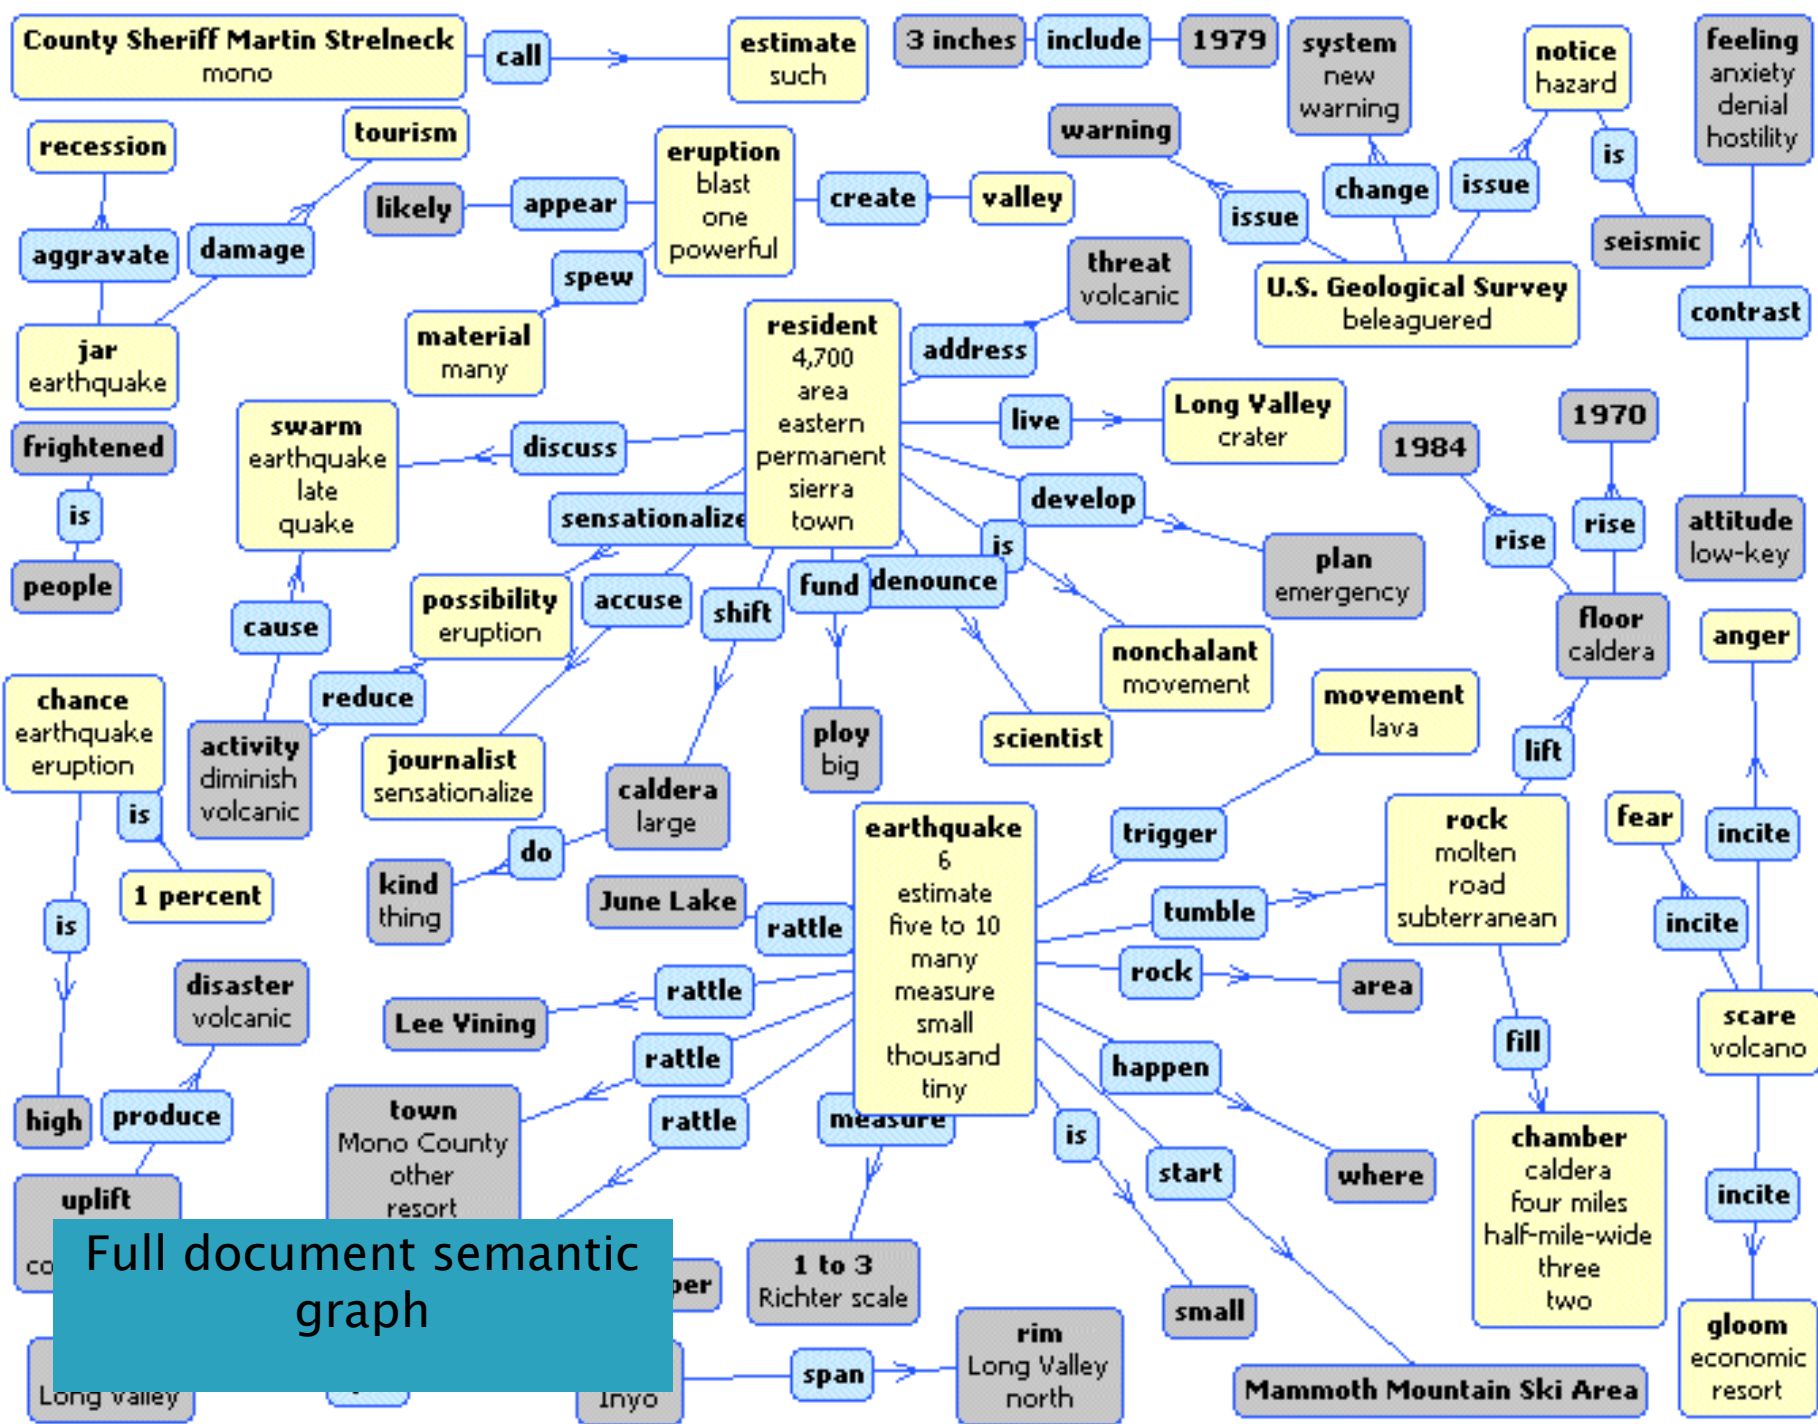 County Sheriff Martin Strelneck
mono
call
estimate
such
3 inches
include
1979
system
new
warning
notice
hazard
feeling
anxiety
denial
hostility
recession
tourism
eruption
blast
one
powerful
warning
is
likely
appear
create
valley
change
issue
issue
seismic
aggravate
damage
spew
threat
volcanic
U.S. Geological Survey
beleaguered
contrast
jar
earthquake
material
many
resident
4,700
area
eastern
permanent
sierra
town
address
live
Long Valley
crater
1970
1984
frightened
swarm
earthquake
late
quake
discuss
is
sensationalize
develop
rise
rise
attitude
low-key
people
is
plan
emergency
possibility
eruption
accuse
shift
fund
denounce
cause
floor
caldera
anger
nonchalant
movement
reduce
chance
earthquake
eruption
activity
diminish
volcanic
journalist
sensationalize
ploy
big
scientist
movement
lava
lift
is
caldera
large
do
kind
thing
1 percent
June Lake
earthquake
6
estimate
five to 10
many
measure
small
thousand
tiny
trigger
rock
molten
road
subterranean
fear
incite
tumble
incite
is
rattle
rock
area
disaster
volcanic
rattle
Lee Vining
scare
volcano
rattle
fill
happen
high
produce
town
Mono County
other
resort
rattle
measure
is
start
where
chamber
caldera
four miles
half-mile-wide
three
two
incite
uplift
co
Full document semantic
graph
per
1 to 3
Richter scale
small
rim
Long Valley
north
span
Inyo
Long Valley
Mammoth Mountain Ski Area
gloom
economic
resort